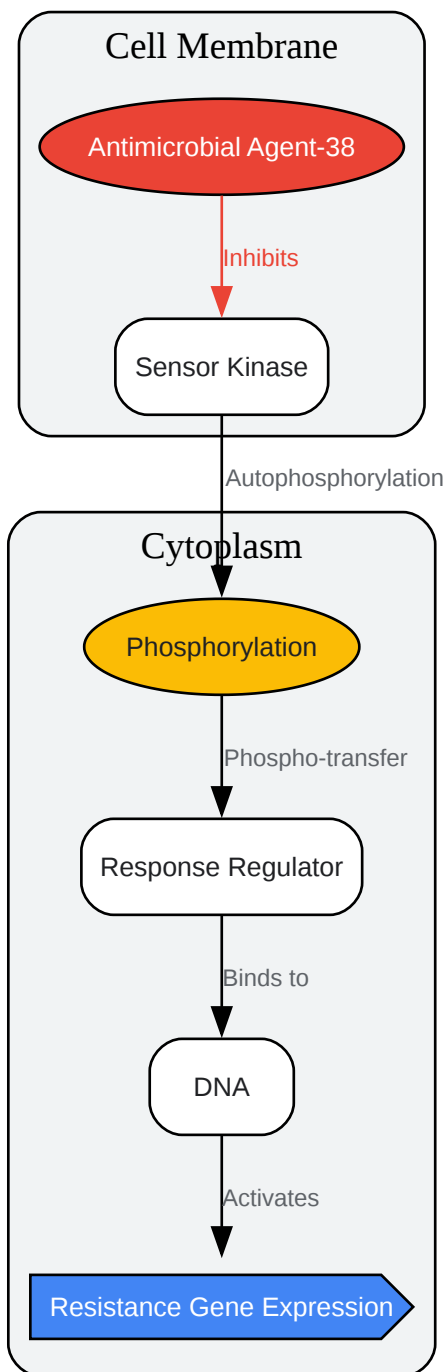 Cell Membrane
Antimicrobial Agent-38
Inhibits
Sensor Kinase
Autophosphorylation
Cytoplasm
Phosphorylation
Phospho-transfer
Response Regulator
Binds to
DNA
Activates
Resistance Gene Expression